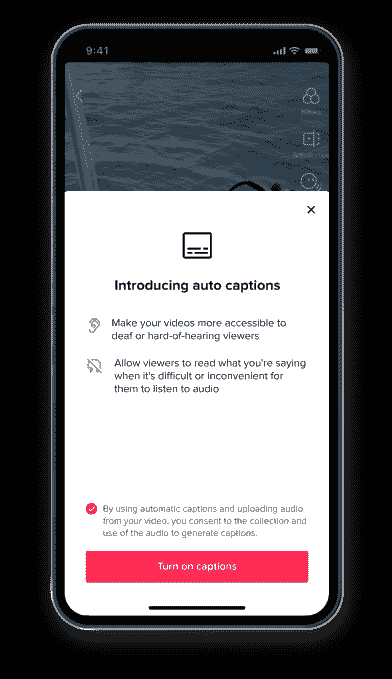 9:41
Introducing auto captions
Make your videos more accessible to
deaf or hard-of-hearing viewers
Allow viewers to read what you're saying
when it's difficult or inconvenient for
them to listen to audio
By using automatic captions and uploading audio
from your video, you consent to the collection and
use of the audio to generate captions.
Turn on captions